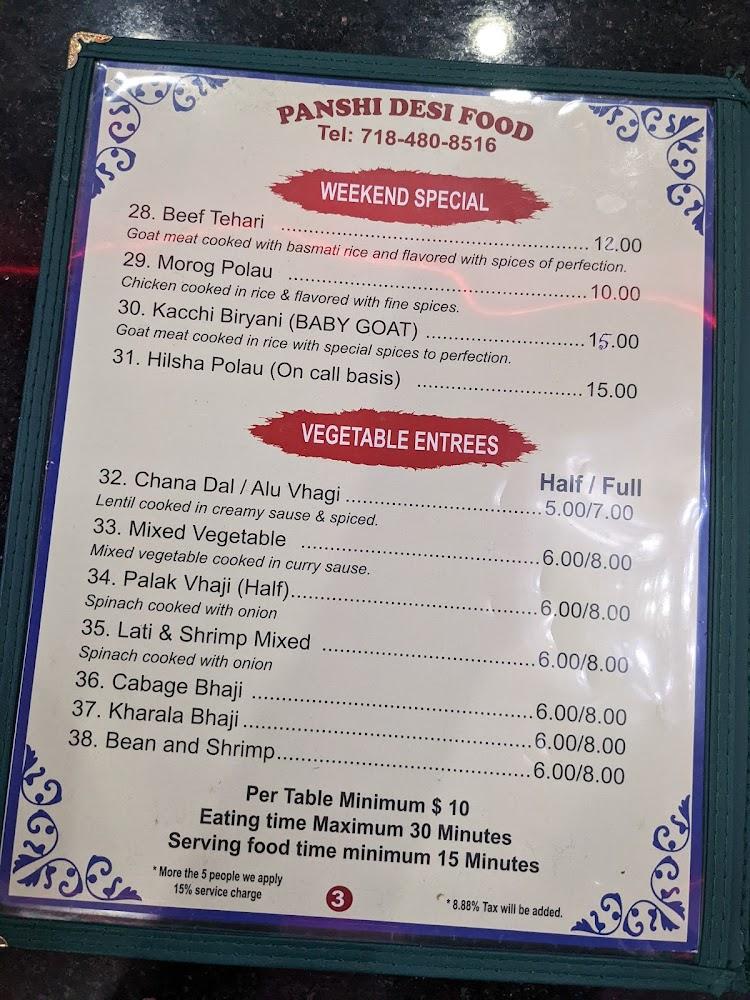 PANSHI DESI FOOD
Tel: 718-480-8516
WEEKEND SPECIAL
28. Beef Tehari ........................................ 12.00
Goat meat cooked with basmati rice and flavored with spices of perfection.
29. Morog Polau ........................................ 10.00
Chicken cooked in rice & flavored with fine spices.
30. Kacchi Biryani (BABY GOAT) ........................ 15.00
Goat meat cooked in rice with special spices to perfection.
31. Hilsha Polau (On call basis) ........................ 15.00
VEGETABLE ENTREES
Half / Full
32. Chana Dal / Alu Vhagi ........................ 5.00/7.00
Lentil cooked in creamy sause & spiced.
33. Mixed Vegetable ........................ 6.00/8.00
Mixed vegetable cooked in curry sause.
34. Palak Vhaji (Half)........................ 6.00/8.00
Spinach cooked with onion
35. Lati & Shrimp Mixed ........................ 6.00/8.00
Spinach cooked with onion
36. Cabage Bhaji ........................ 6.00/8.00
37. Kharala Bhaji ........................ 6.00/8.00
38. Bean and Shrimp........................ 6.00/8.00
Per Table Minimum $ 10
Eating time Maximum 30 Minutes
Serving food time minimum 15 Minutes
* More the 5 people we apply
15% service charge
3
* 8.88% Tax will be added.